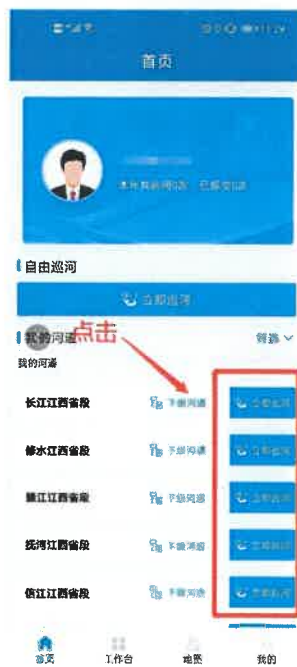 首页
自由巡河
立即巡河
我的河道
点击
筛选
我的河道
长江江西省段
下级河道
立即巡河
修水江西省段
下级河道
立即巡河
赣江江西省段
下级河道
立即巡河
抚河江西省段
下级河道
立即巡河
信江江西省段
下级河道
立即巡河
首页
工作台
地图
我的